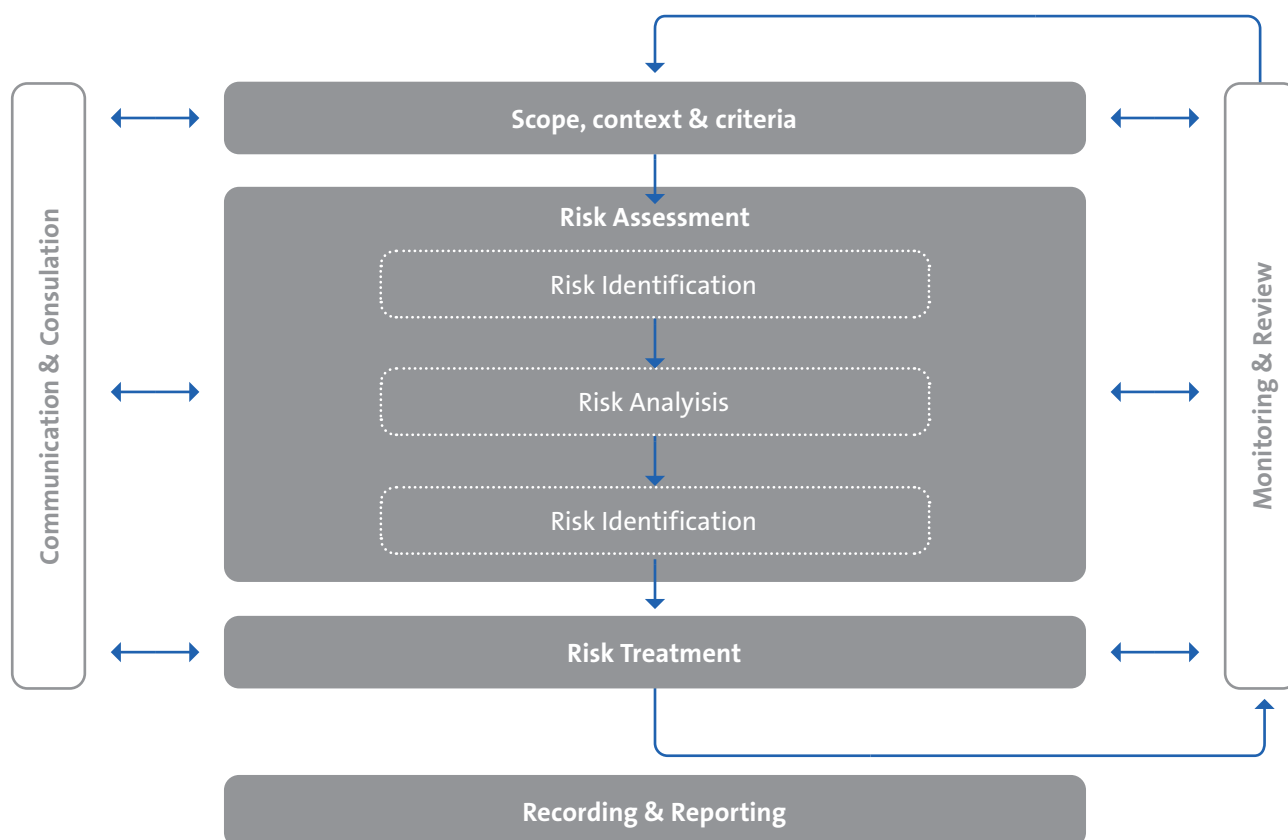 Scope, context & criteria
Communication & Consulation
Risk Assessment
Risk Identification
Risk Analyisis
Risk Identification
Monitoring & Review
Risk Treatment
Recording & Reporting